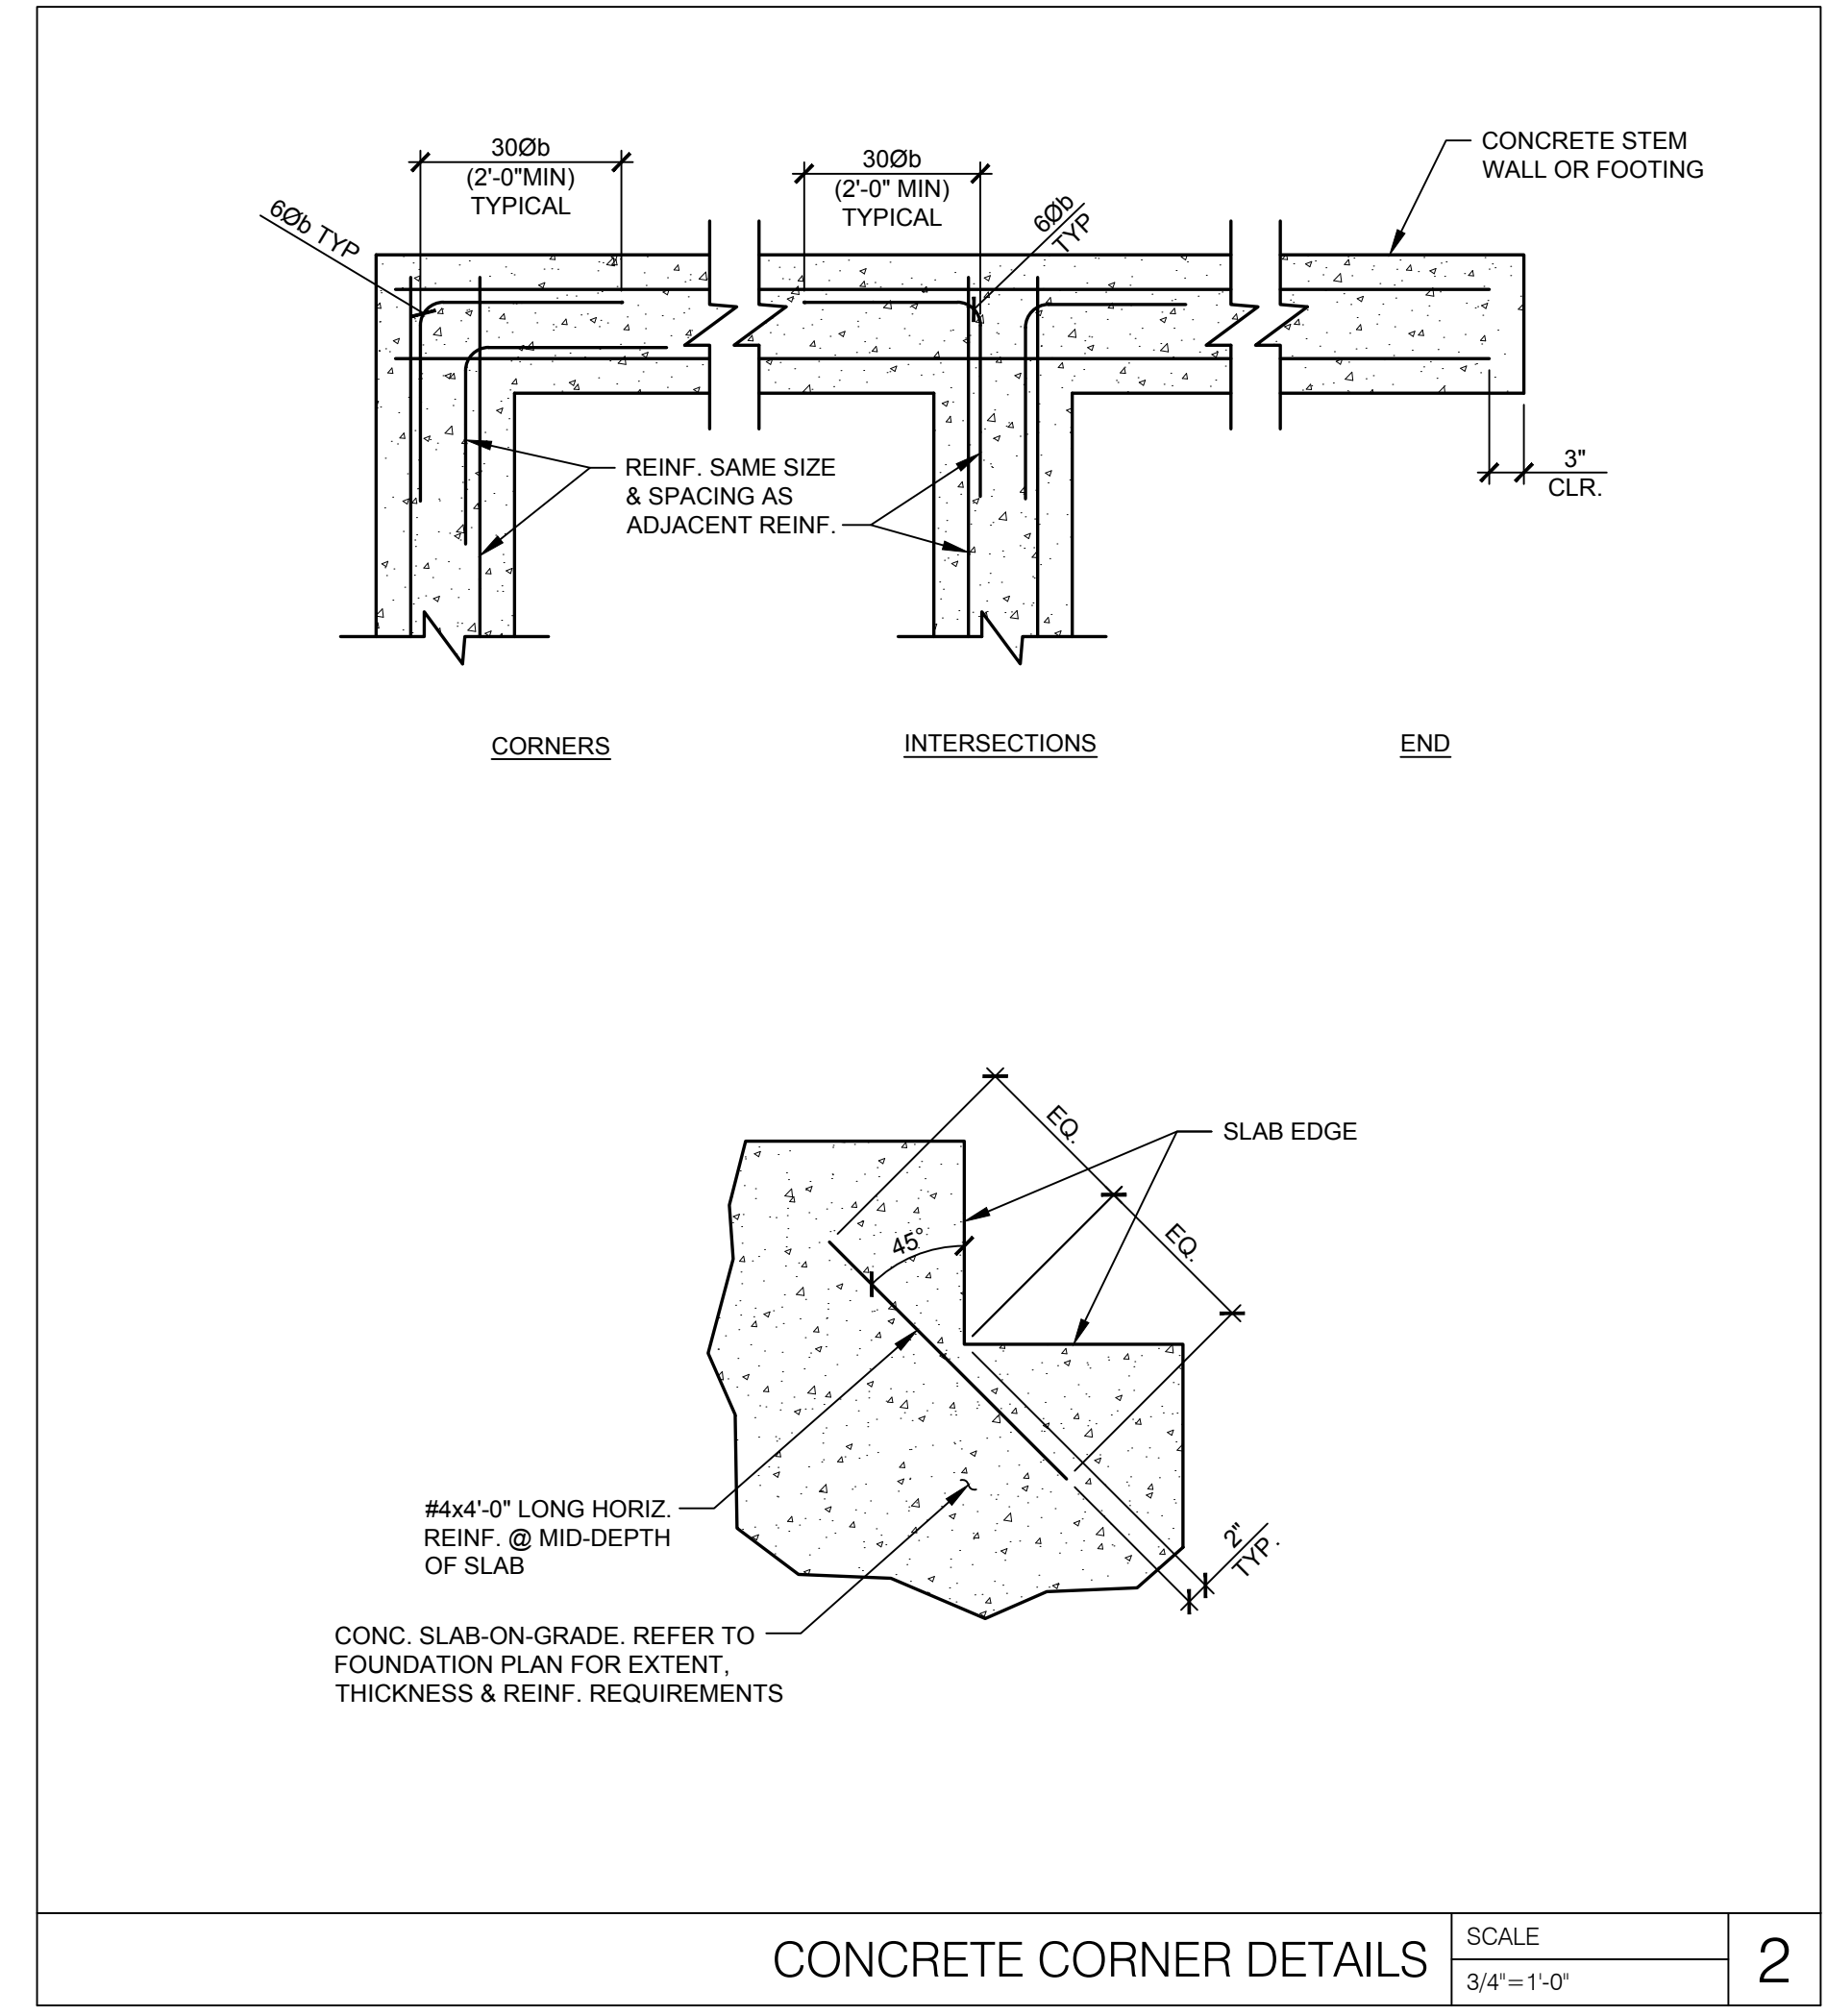 30Øb
(2'-0"MIN)
TYPICAL
6Øb TYP
30Øb
(2'-0" MIN)
TYPICAL
6Øb
TYP
CONCRETE STEM
WALL OR FOOTING
REINF. SAME SIZE
& SPACING AS
ADJACENT REINF.
3"
CLR.
CORNERS
INTERSECTIONS
END
EQ.
SLAB EDGE
EQ.
45°
#4x4'-0" LONG HORIZ.
REINF. @ MID-DEPTH
OF SLAB
2"
TYP.
CONC. SLAB-ON-GRADE. REFER TO
FOUNDATION PLAN FOR EXTENT,
THICKNESS & REINF. REQUIREMENTS
CONCRETE CORNER DETAILS
SCALE
3/4"=1'-0"
2